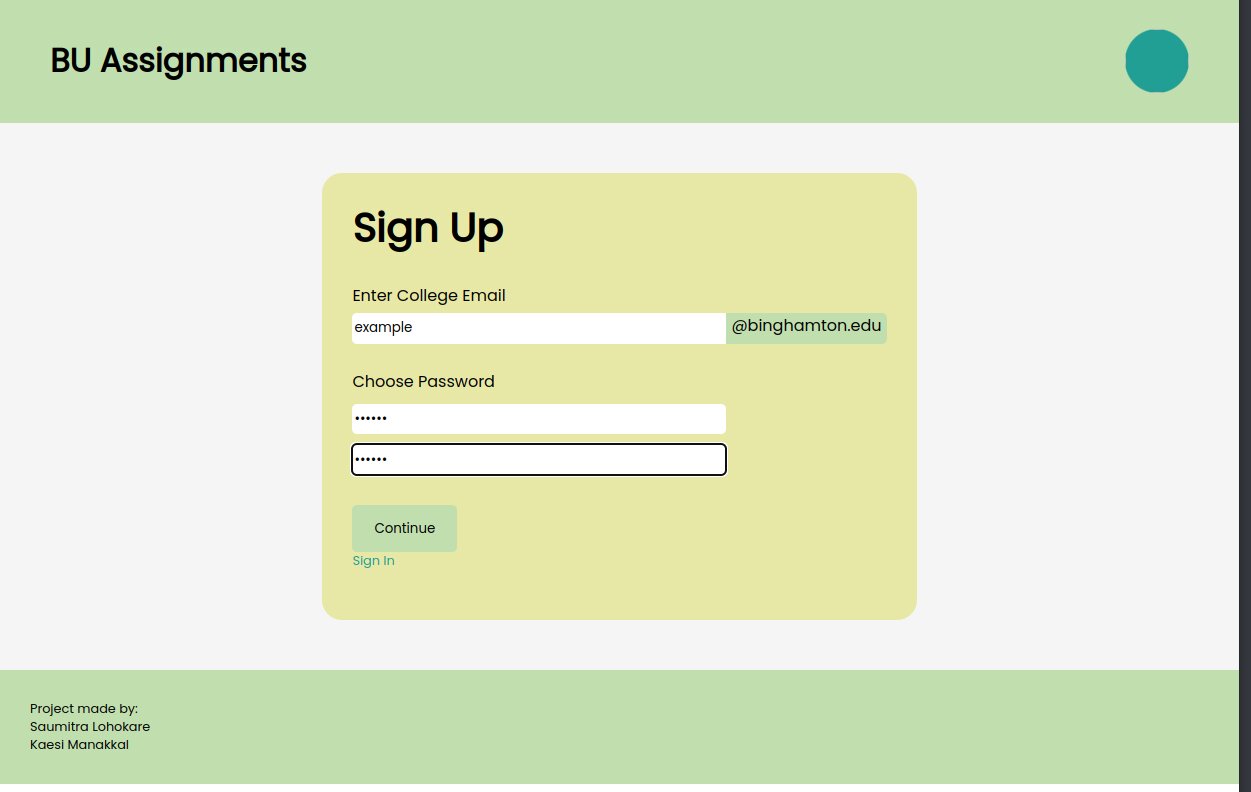 BU Assignments
Sign Up
Enter College Email
example
@binghamton.edu
Choose Password
••••••
••••••
Continue
Sign In
Project made by:
Saumitra Lohokare
Kaesi Manakkal